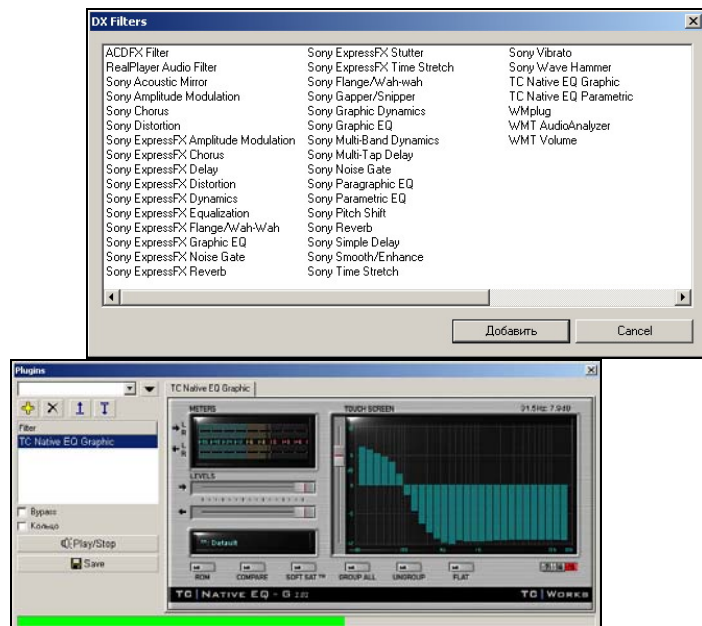 DX Filters
ACDFX Filter
RealPlayer Audio Filter
Sony Acoustic Mirror
Sony Amplitude Modulation
Sony Chorus
Sony Distortion
Sony ExpressFX Amplitude Modulation
Sony ExpressFX Chorus
Sony ExpressFX Delay
Sony ExpressFX Distortion
Sony ExpressFX Dynamics
Sony ExpressFX Equalization
Sony ExpressFX Flange/Wah-Wah
Sony ExpressFX Graphic EQ
Sony ExpressFX Noise Gate
Sony ExpressFX Reverb
Sony ExpressFX Stutter
Sony ExpressFX Time Stretch
Sony Flange/Wah-wah
Sony Gapper/Snipper
Sony Graphic Dynamics
Sony Graphic EQ
Sony Multi-Band Dynamics
Sony Multi-Tap Delay
Sony Noise Gate
Sony Paragraphic EQ
Sony Parametric EQ
Sony Pitch Shift
Sony Reverb
Sony Simple Delay
Sony Smooth/Enhance
Sony Time Stretch
Sony Vibrato
Sony Wave Hammer
TC Native EQ Graphic
TC Native EQ Parametric
WMplug
WMT AudioAnalyzer
WMT Volume
Добавить
Cancel
Plugins
TC Native EQ Graphic
Filter
TC Native EQ Graphic
Bypass
Кольцо
Play/Stop
Save
METERS
L
R
L
R
LEVELS
Default
TOUCH SCREEN
31.5Hz: 7.9dB
ROM
COMPARE
SOFT SAT TM
GROUP ALL
UNGROUP
FLAT
TC | NATIVE EQ - G 2.02
TC | WORKS